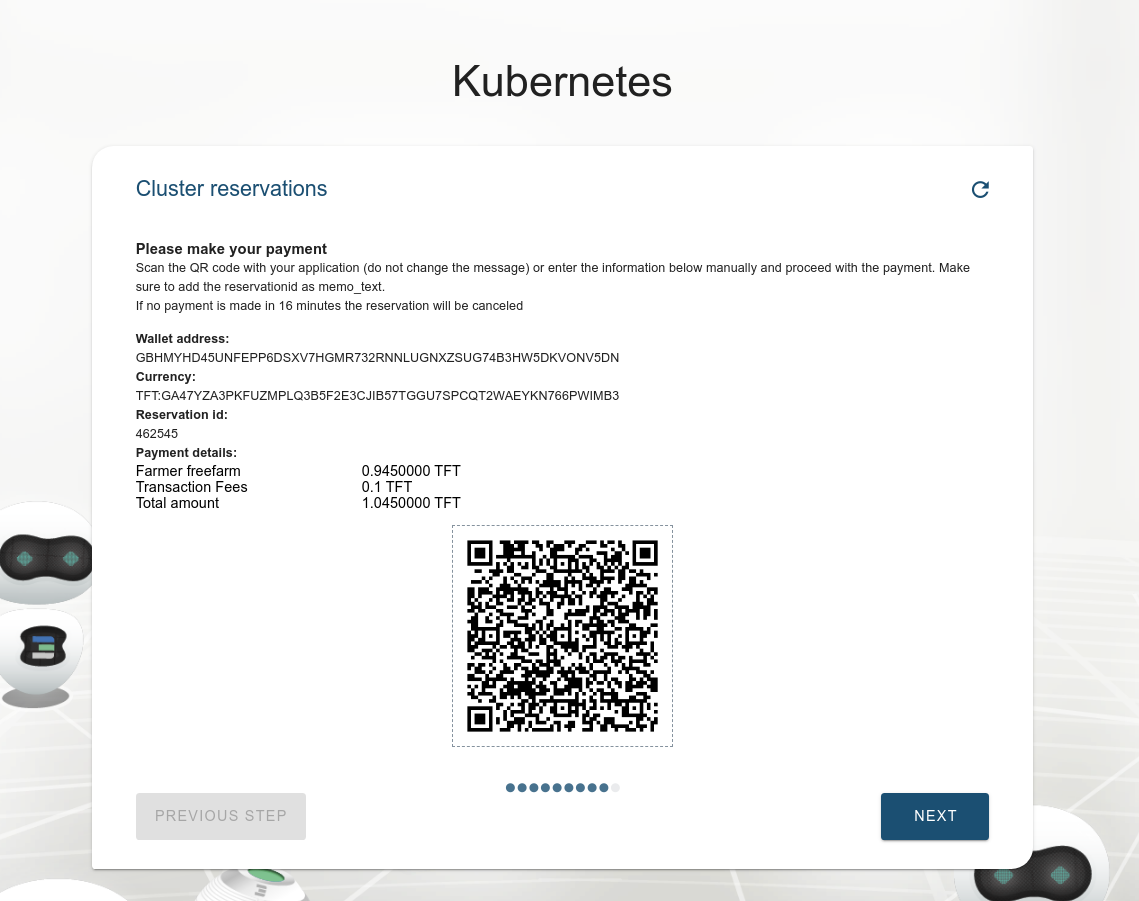 Kubernetes
Cluster reservations
Please make your payment
Scan the QR code with your application (do not change the message) or enter the information below manually and proceed with the payment. Make
sure to add the reservationid as memo_text.
If no payment is made in 16 minutes the reservation will be canceled
Wallet address:
GBHMYHD45UNFEPP6DSXV7HGMR732RNNLUGNXZSUG74B3HW5DKVONV5DN
Currency:
TFT:GA47YZA3PKFUZMPLQ3B5F2E3CJIB57TGGU7SPCQT2WAEYKN766PWIMB3
Reservation id:
462545
Payment details:
Farmer freefarm 0.9450000 TFT
Transaction Fees 0.1 TFT
Total amount 1.0450000 TFT
PREVIOUS STEP NEXT